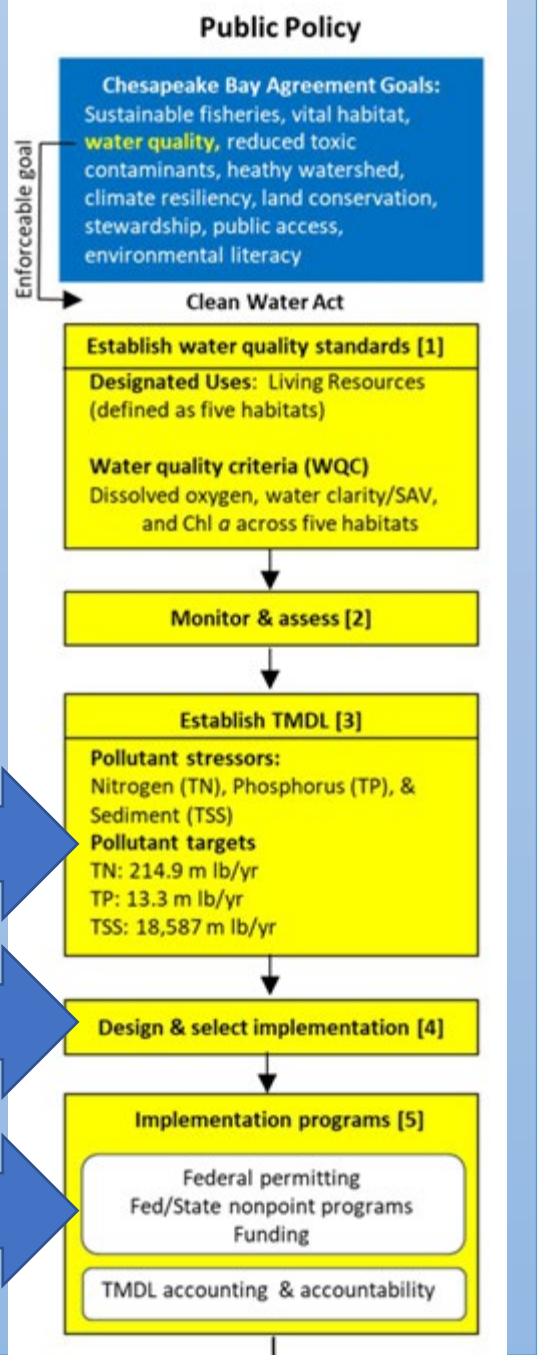 Public Policy
Chesapeake Bay Agreement Goals:
Sustainable fisheries, vital habitat,
water quality, reduced toxic
contaminants, heathy watershed,
climate resiliency, land conservation,
stewardship, public access,
environmental literacy
Enforceable goal
Clean Water Act
Establish water quality standards [1]
Designated Uses: Living Resources
(defined as five habitats)
Water quality criteria (WQC)
Dissolved oxygen, water clarity/SAV,
and Chl a across five habitats
Monitor & assess [2]
Establish TMDL [3]
Pollutant stressors:
Nitrogen (TN), Phosphorus (TP), &
Sediment (TSS)
Pollutant targets
TN: 214.9 m lb/yr
TP: 13.3 m lb/yr
TSS: 18,587 m lb/yr
Design & select implementation [4]
Implementation programs [5]
Federal permitting
Fed/State nonpoint programs
Funding
TMDL accounting & accountability